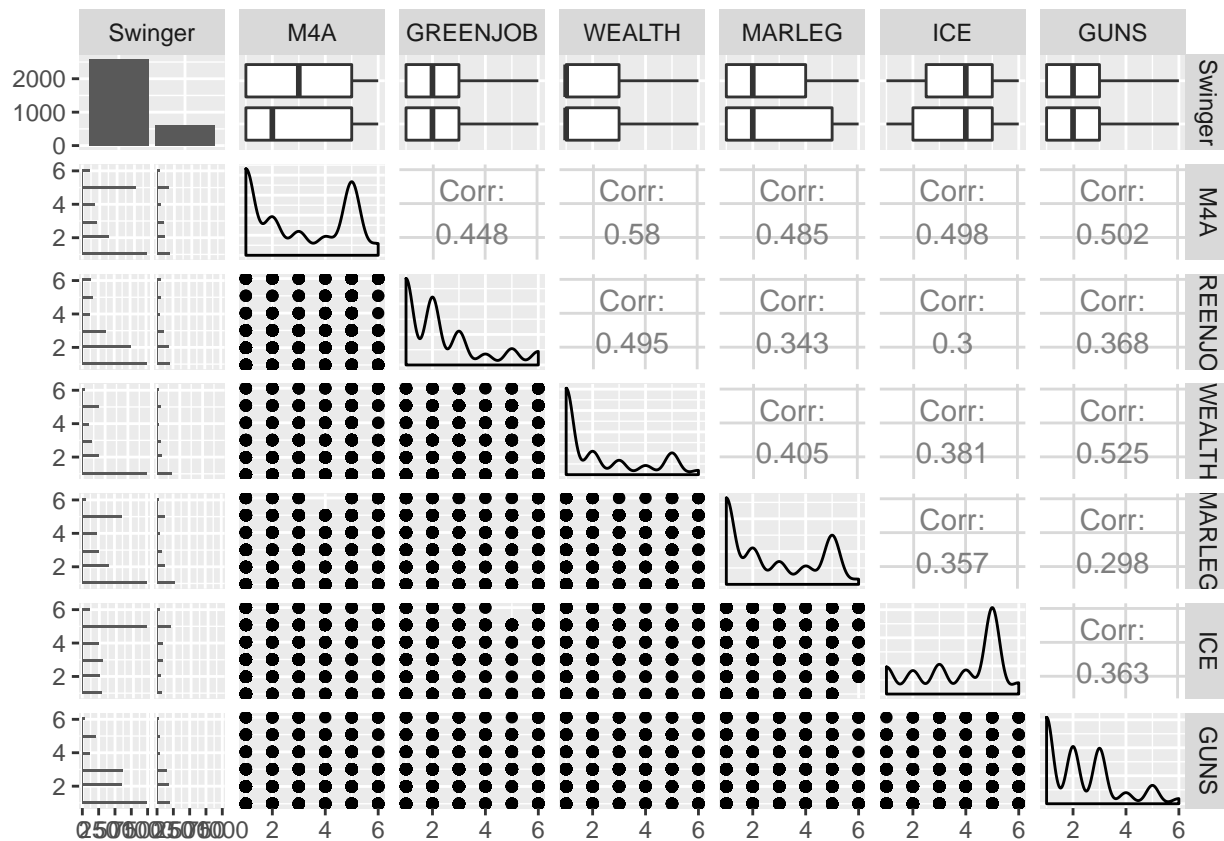 Swinger M4A GREENJOB WEALTH MARLEG ICE GUNS
2000
1000
0
Swinger
6
4
2
Corr:
0.448
Corr:
0.58
Corr:
0.485
Corr:
0.498
Corr:
0.502
M4A
6
4
2
Corr:
0.495
Corr:
0.343
Corr:
0.3
Corr:
0.368
REENJO
6
4
2
Corr:
0.405
Corr:
0.381
Corr:
0.525
WEALTH
6
4
2
Corr:
0.357
Corr:
0.298
MARLEG
6
4
2
Corr:
0.363
ICE
6
4
2
GUNS
2 4 6 2 4 6 2 4 6 2 4 6 2 4 6 2 4 6